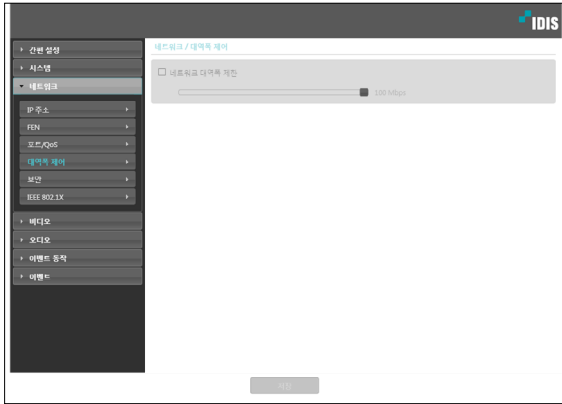 IDIS
간편 설정
시스템
네트워크
IP 주소
FEN
포트/QoS
대역폭 제어
보안
IEEE 802.1X
비디오
오디오
이벤트 동작
이벤트
네트워크 / 대역폭 제어
네트워크 대역폭 제한
100 Mbps
저장